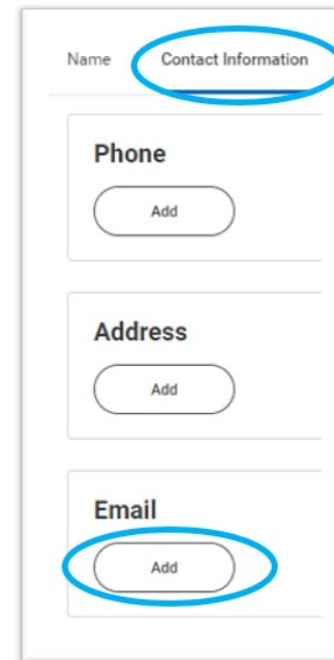 Name Contact Information
Phone
Add
Address
Add
Email
Add